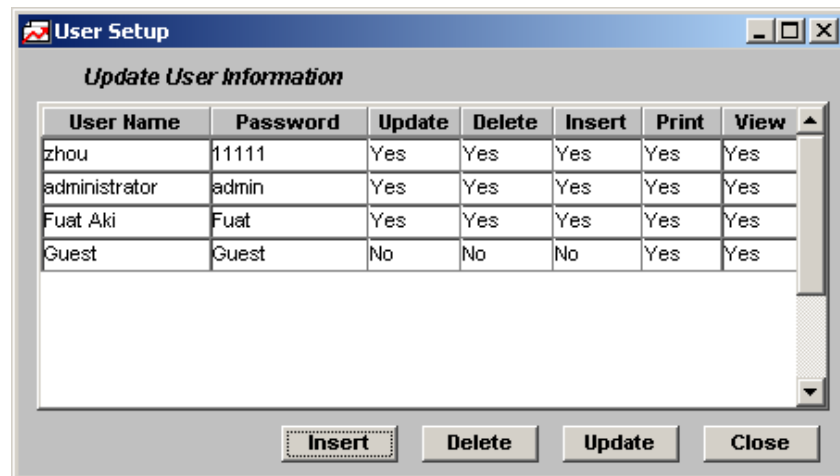 User Setup
Update User Information
User Name Password Update Delete Insert Print View
zhou 11111 Yes Yes Yes Yes Yes
administrator admin Yes Yes Yes Yes Yes
Fuat Aki Fuat Yes Yes Yes Yes Yes
Guest Guest No No No Yes Yes
Insert Delete Update Close